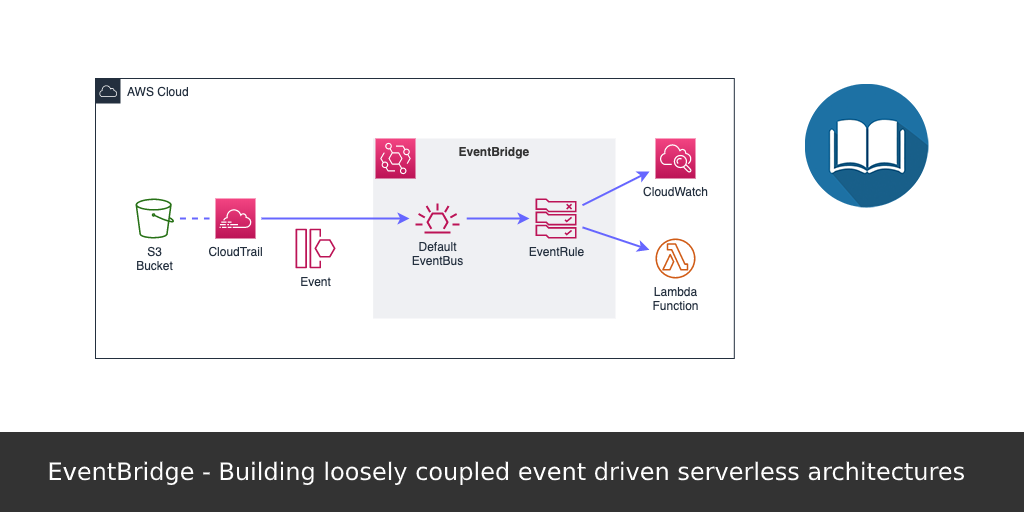 AWS Cloud
EventBridge
CloudWatch
S3
Bucket
CloudTrail
Event
Default
EventBus
EventRule
Lambda
Function
EventBridge - Building loosely coupled event driven serverless architectures